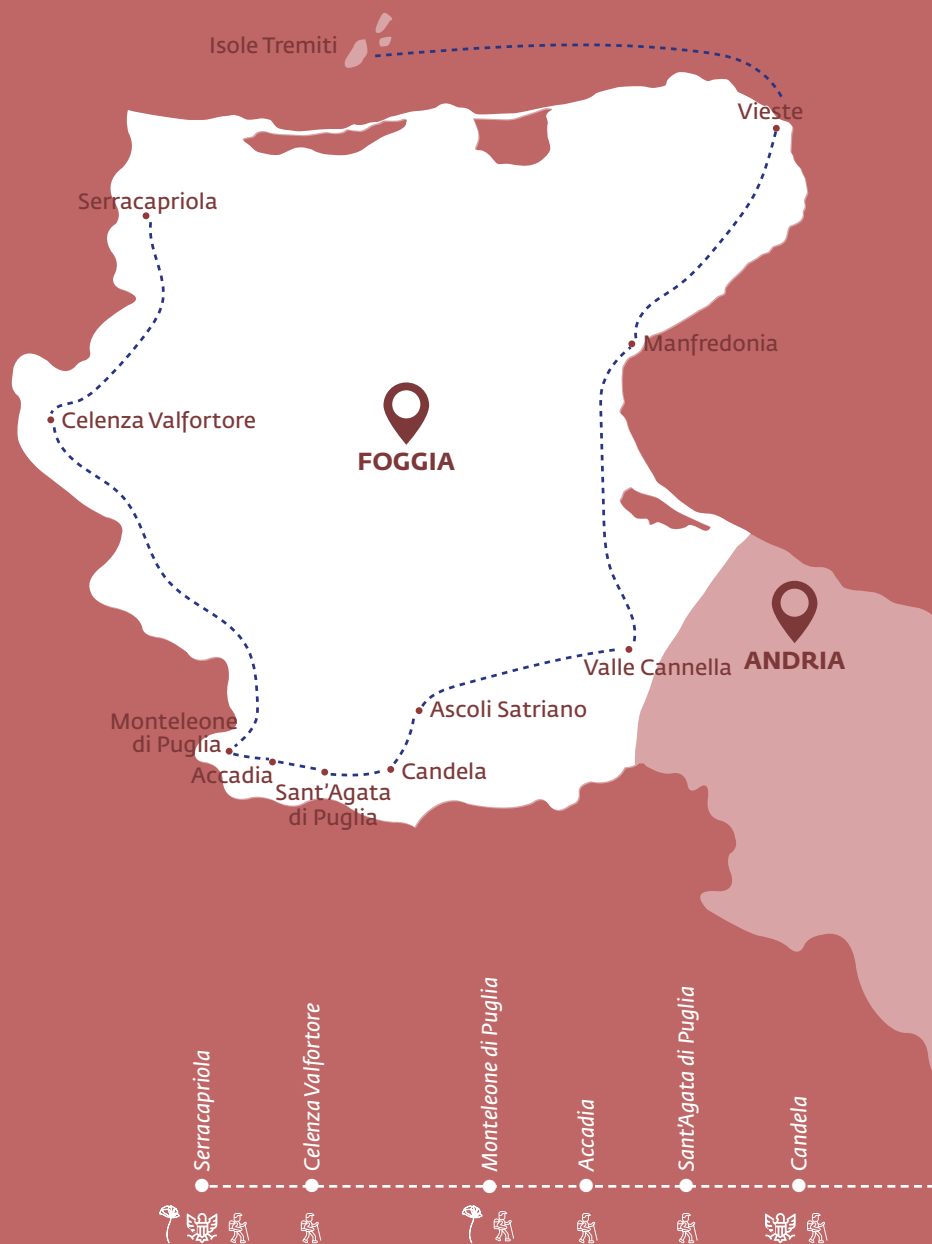 Isole Tremiti
Vieste
Serracapriola
Manfredonia
Celenza Valfortore
FOGGIA
ANDRIA
Valle Cannella
Ascoli Satriano
Monteleone
di Puglia
Accadia
Candela
Sant'Agata
di Puglia
Serracapriola
Celenza Valfortore
Monteleone di Puglia
Accadia
Sant'Agata di Puglia
Candela